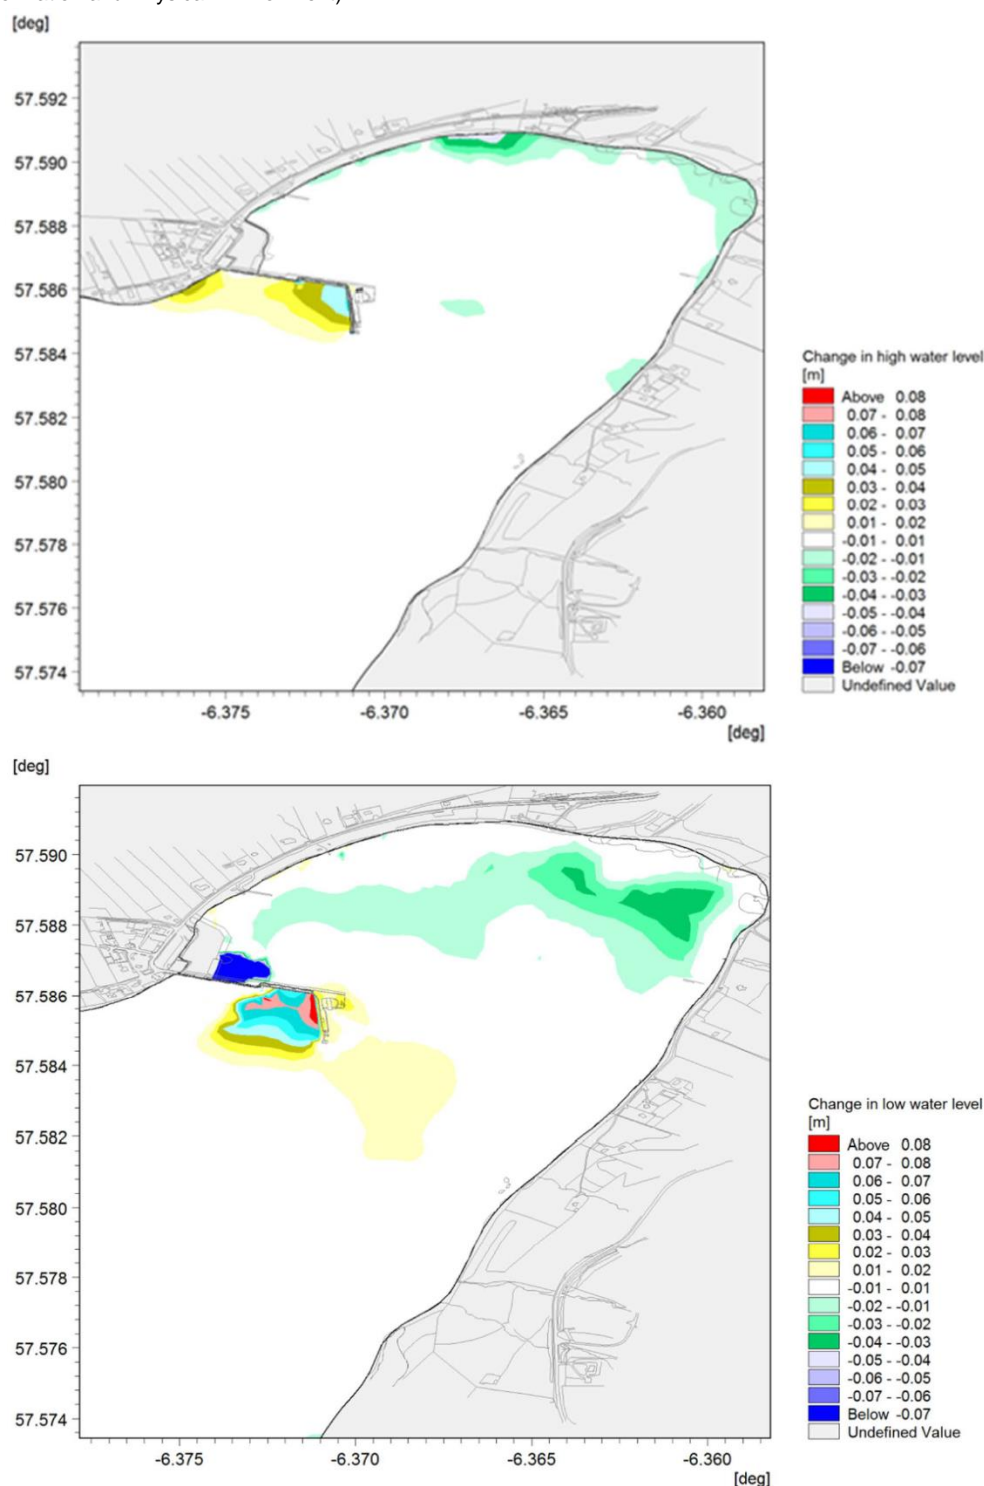 [deg]
57.592
57.590
57.588
57.586
57.584
57.582
57.580
57.578
57.576
57.574
-6.375 -6.370 -6.365 -6.360
[deg]
Change in high water level
[m]
Above 0.08
0.07 - 0.08
0.06 - 0.07
0.05 - 0.06
0.04 - 0.05
0.03 - 0.04
0.02 - 0.03
0.01 - 0.02
-0.01 - 0.01
-0.02 - -0.01
-0.03 - -0.02
-0.04 - -0.03
-0.05 - -0.04
-0.06 - -0.05
-0.07 - -0.06
Below -0.07
Undefined Value
[deg]
57.590
57.588
57.586
57.584
57.582
57.580
57.578
57.576
57.574
-6.375 -6.370 -6.365 -6.360
[deg]
Change in low water level
[m]
Above 0.08
0.07 - 0.08
0.06 - 0.07
0.05 - 0.06
0.04 - 0.05
0.03 - 0.04
0.02 - 0.03
0.01 - 0.02
-0.01 - 0.01
-0.02 - -0.01
-0.03 - -0.02
-0.04 - -0.03
-0.05 - -0.04
-0.06 - -0.05
-0.07 - -0.06
Below -0.07
Undefined Value